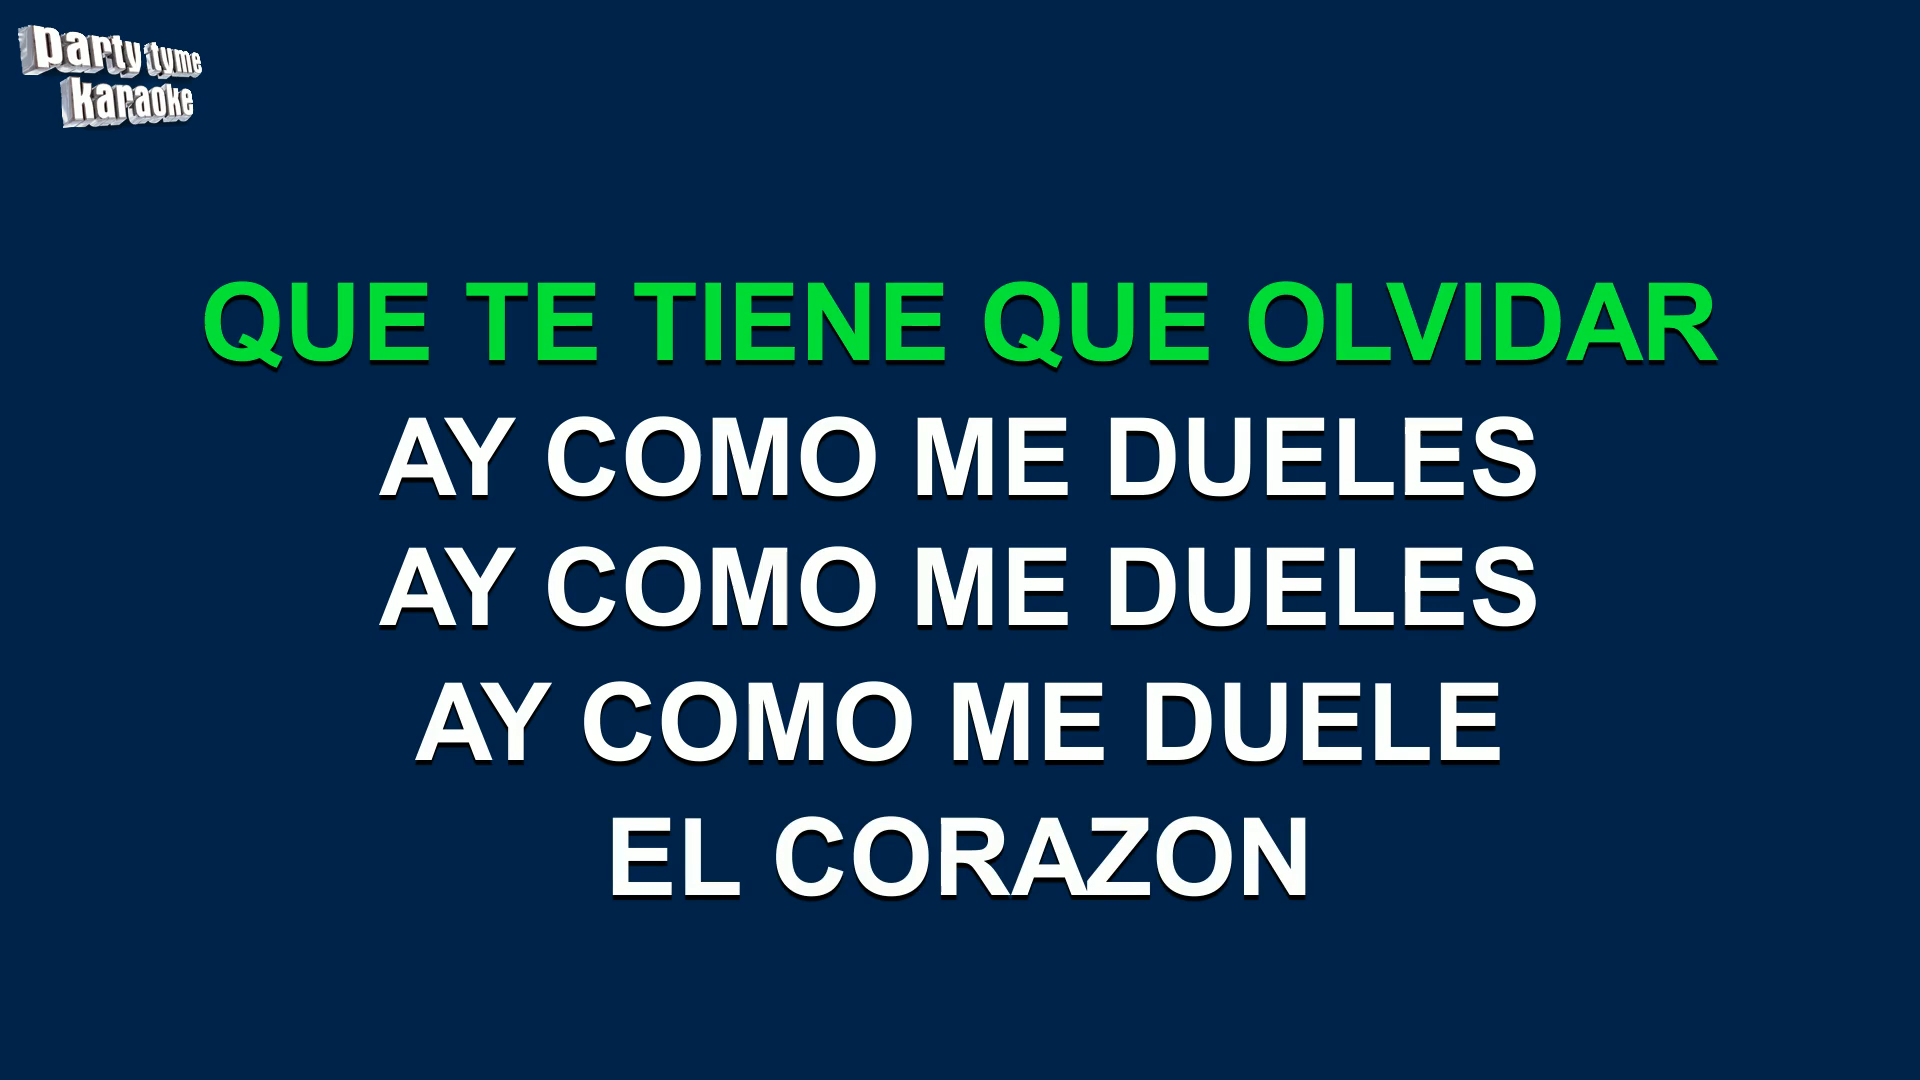 party tyme
karaoke
QUE TE TIENE QUE OLVIDAR
AY COMO ME DUELES
AY COMO ME DUELES
AY COMO ME DUELE
EL CORAZON